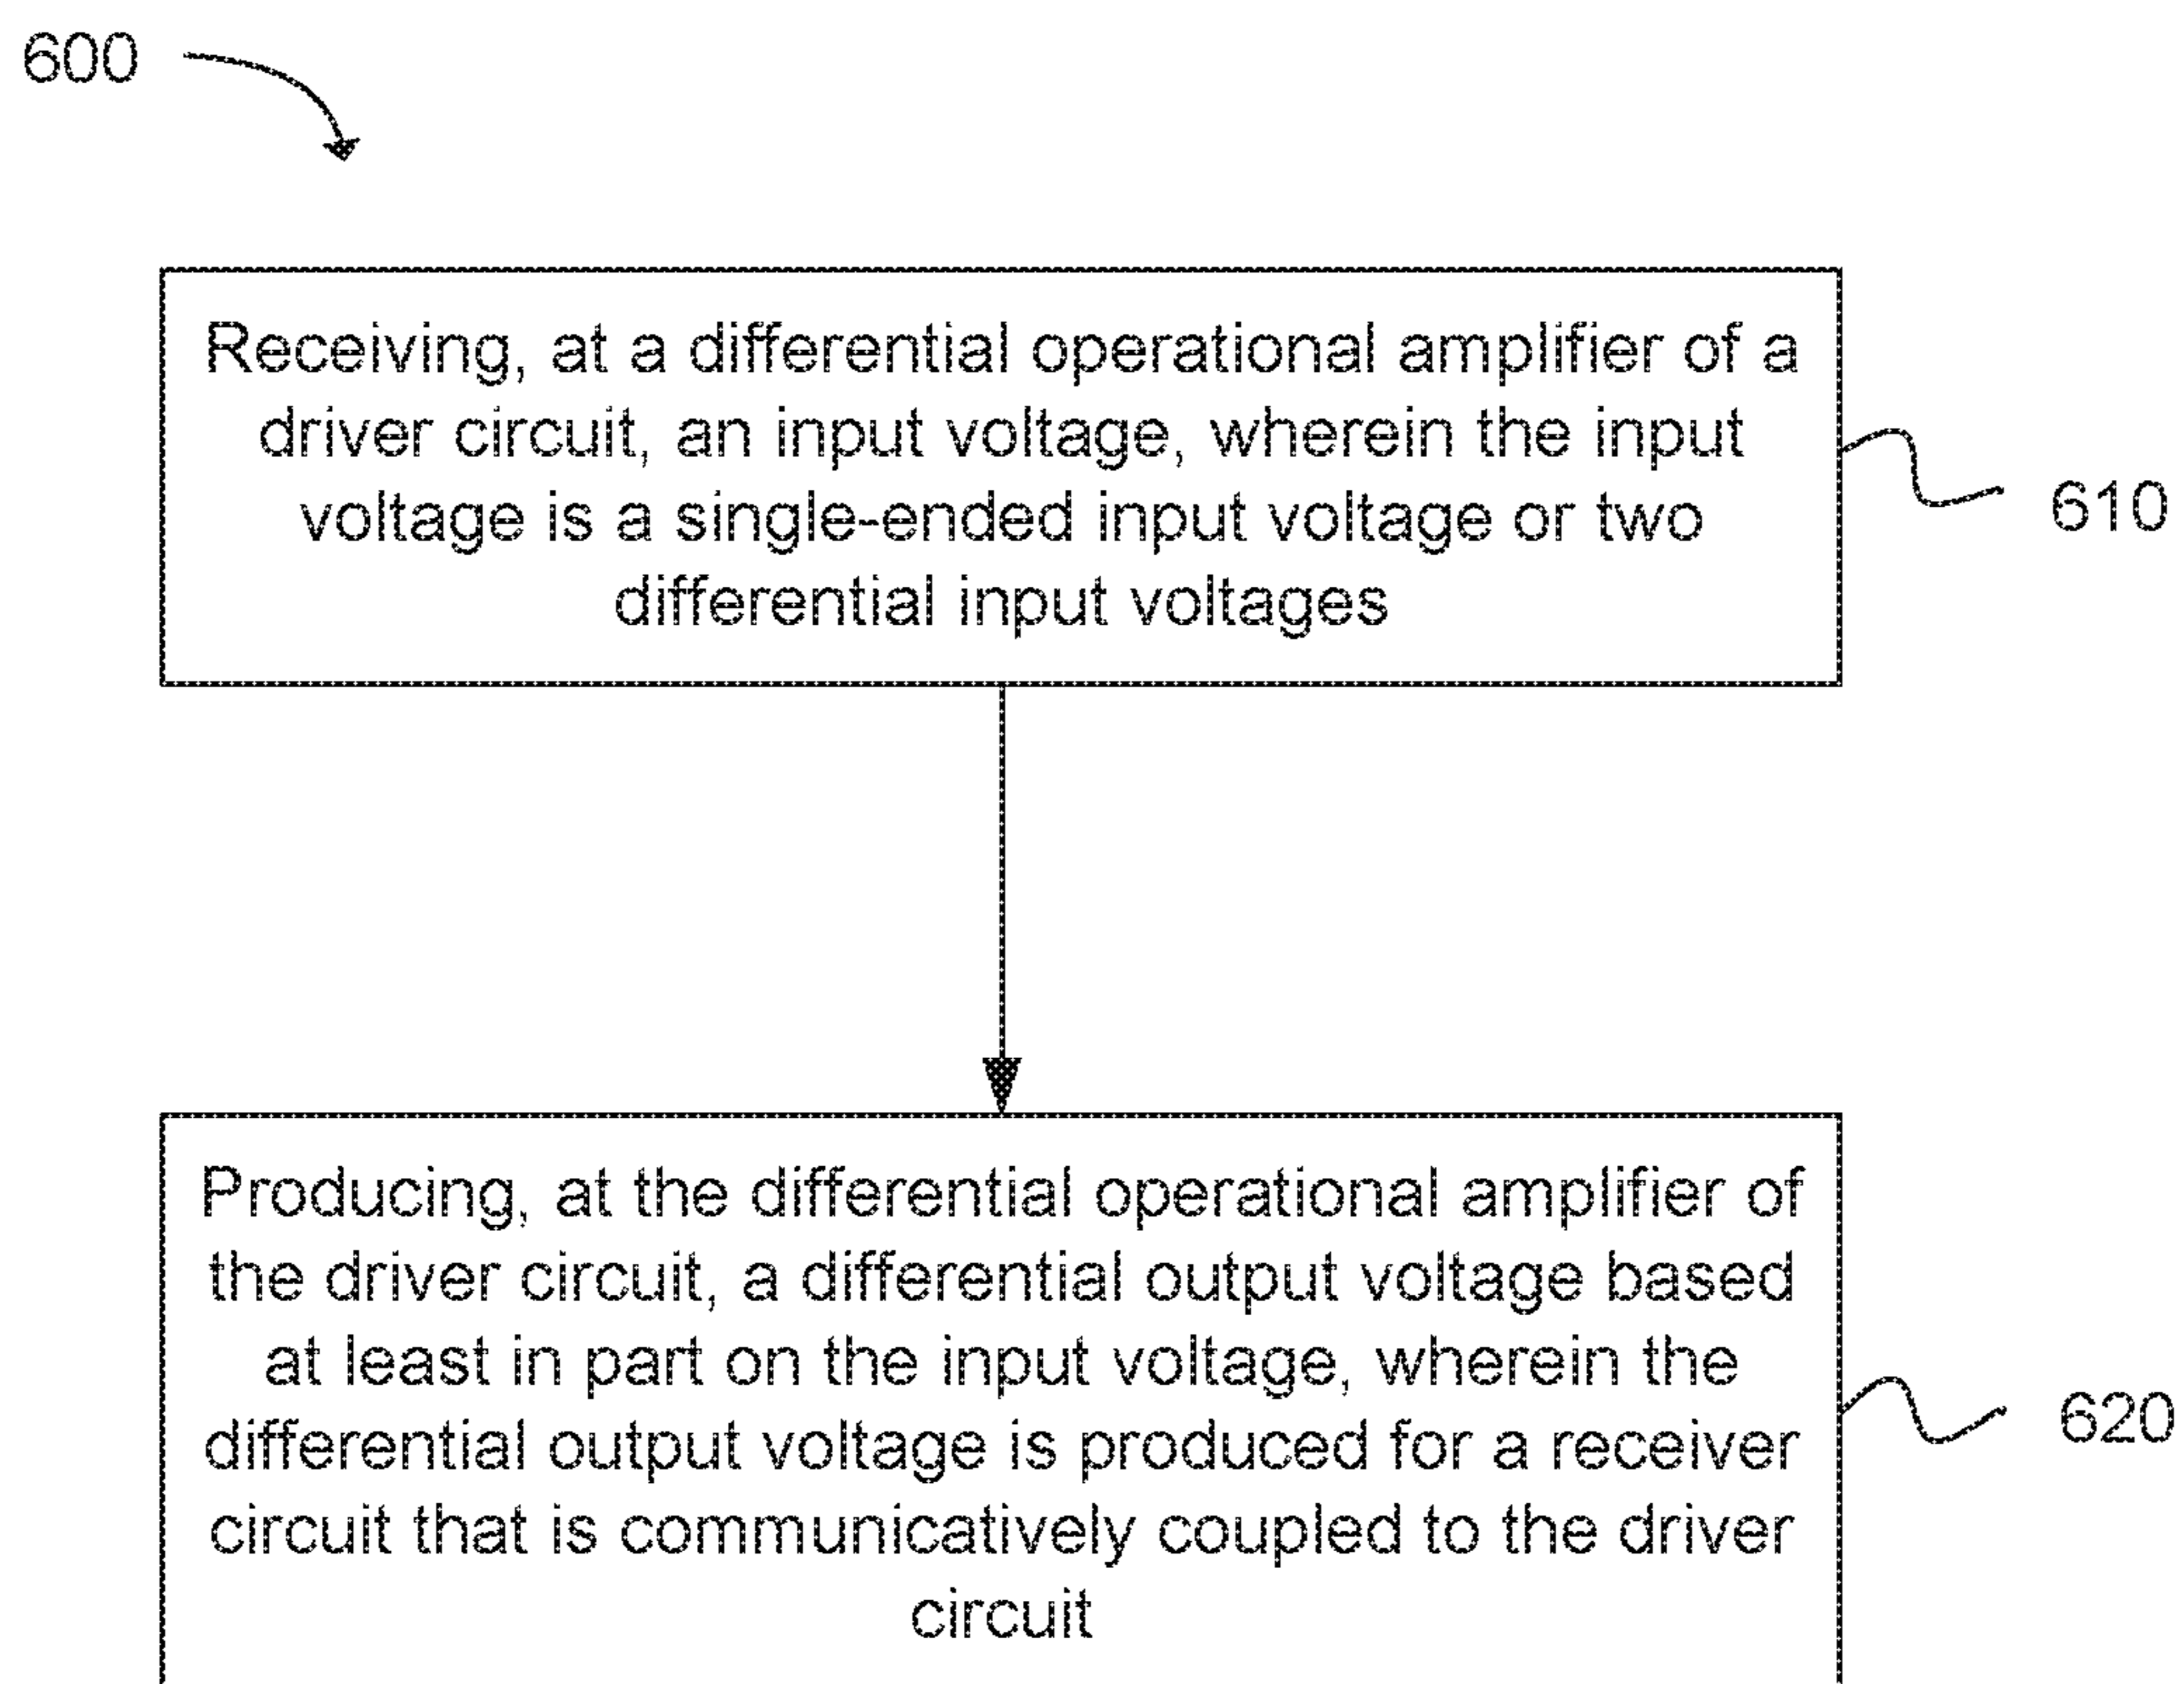 600
Receiving, at a differential operational amplifier of a
driver circuit, an input voltage, wherein the input
voltage is a single-ended input voltage or two
differential input voltages
610
Producing, at the differential operational amplifier of
the driver circuit, a differential output voltage based
at least in part on the input voltage, wherein the
differential output voltage is produced for a receiver
circuit that is communicatively coupled to the driver
circuit
620